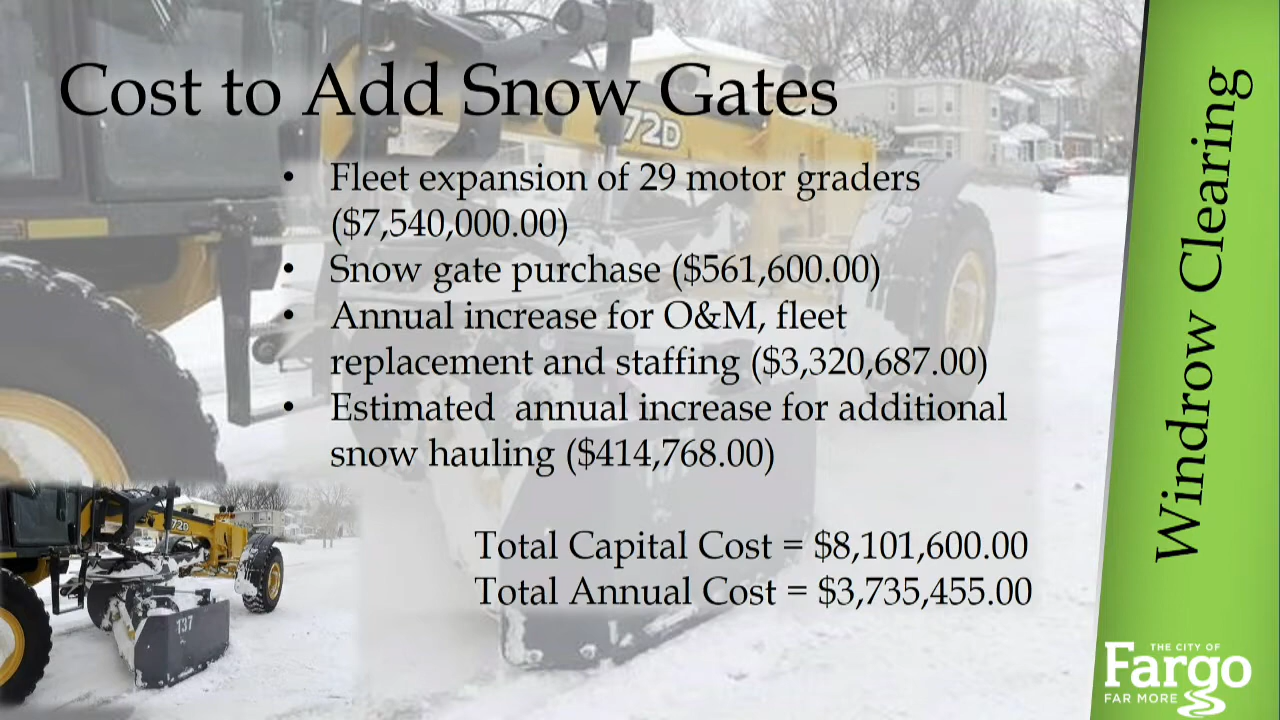 Cost to Add Snow Gates
• Fleet expansion of 29 motor graders
($7,540,000.00)
• Snow gate purchase ($561,600.00)
• Annual increase for O&M, fleet
replacement and staffing ($3,320,687.00)
• Estimated annual increase for additional
snow hauling ($414,768.00)
Total Capital Cost = $8,101,600.00
Total Annual Cost = $3,735,455.00
Windrow Clearing
72D
72D
137
THE CITY OF
Fargo
FAR MORE